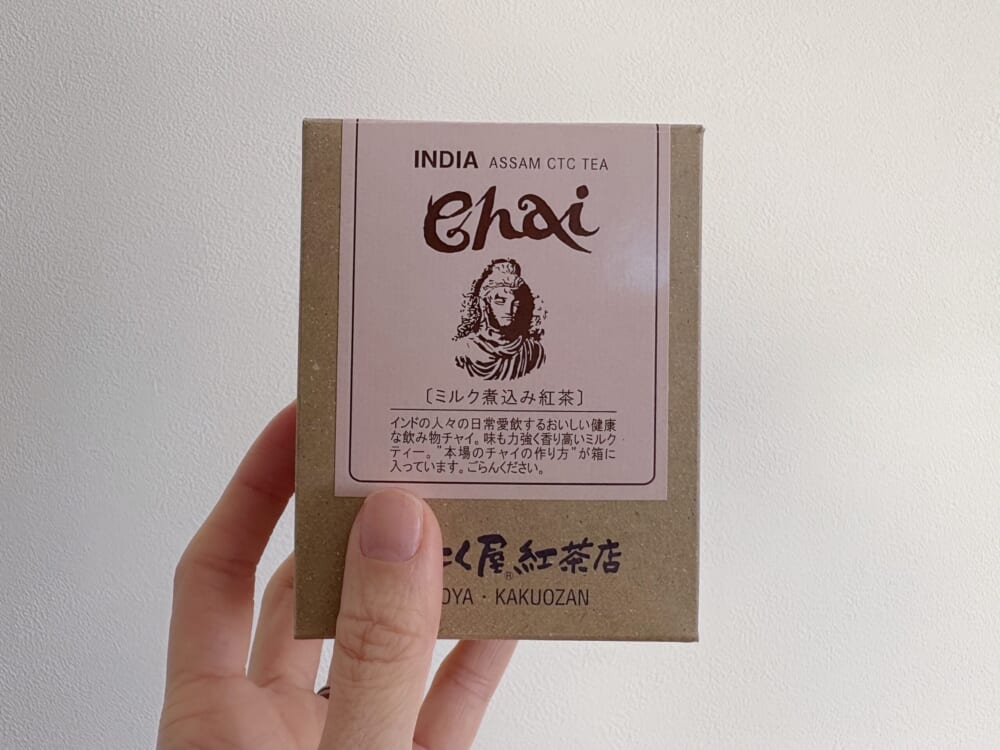 INDIA ASSAM CTC TEA
Chai
〔ミルク煮込み紅茶〕
インドの人々の日常愛飲するおいしい健康
な飲み物チャイ。味も力強く香り高いミルク
ティー。"本場のチャイの作り方"が箱に
入っています。ごらんください。
く屋®紅茶店
OYA・KAKUOZAN